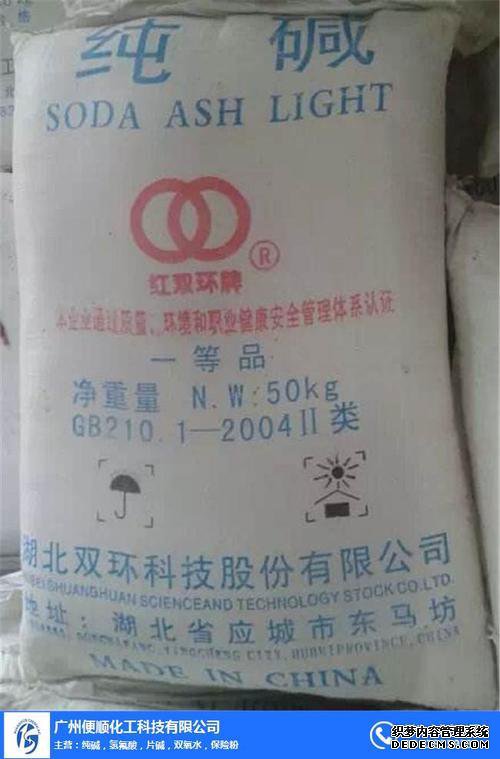 纯 碱
SODA ASH LIGHT
®
红双环牌
本企业通过质量、环境和职业健康安全管理体系认证
一等品
净重量 N.W:50kg
GB210.1—2004Ⅱ类
湖北双环科技股份有限公司
HUBEISHUANGHUAN SCIENCEAND TECHNOLOGY STOCK CO.LTD.
地址：湖北省应城市东马坊
YINGCHENG CITY, HUBEIPROVINCE, CHINA
MADE IN CHINA
广州便顺化工科技有限公司
主营：纯碱，氢氟酸，片碱，双氧水，保险粉
织梦内容管理系统
DEDECMS.COM